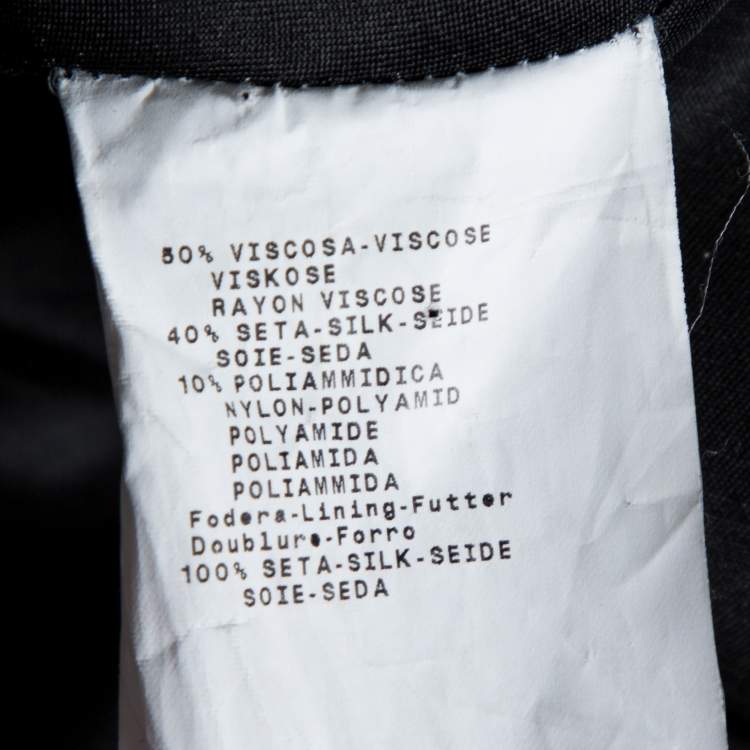 50% VISCOSA-VISCOSE
VISKOSE
RAYON VISCOSE
40% SETA-SILK-SEIDE
SOIE-SEDA
10% POLIAMMIDICA
NYLON-POLYAMID
POLYAMIDE
POLIAMIDA
POLIAMMIDA
Fodera-Lining-Futter
Doublure-Forro
100% SETA-SILK-SEIDE
SOIE-SEDA